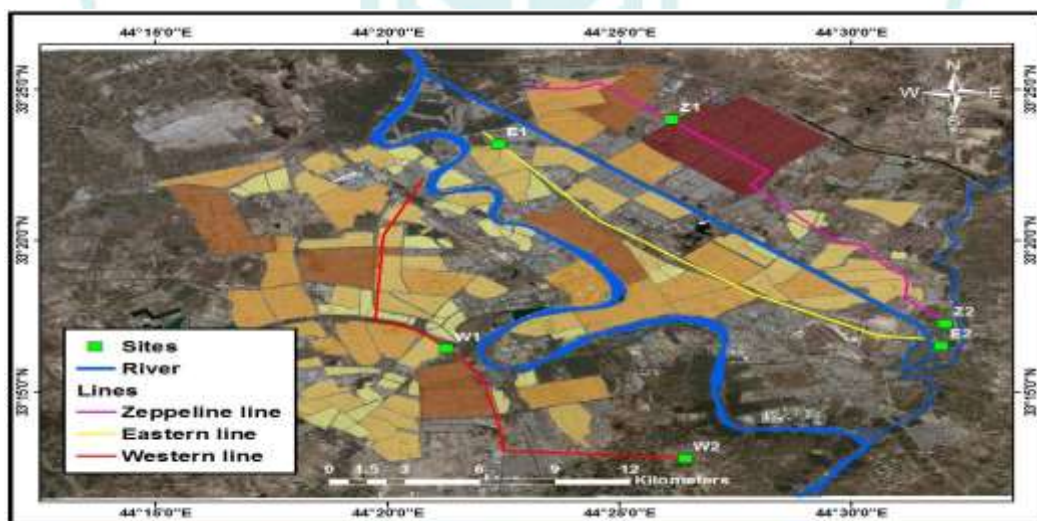 44°15'0"E 44°20'0"E 44°25'0"E 44°30'0"E
33°25'0"N 33°25'0"N
N
W E
S
Z1
E1
33°20'0"N 33°20'0"N
Z2
E2
W1
Sites
River
Lines
Zeppeline line
Eastern line
Western line
33°15'0"N 33°15'0"N
W2
0 1.5 3 6 9 12
Kilometers
44°15'0"E 44°20'0"E 44°25'0"E 44°30'0"E